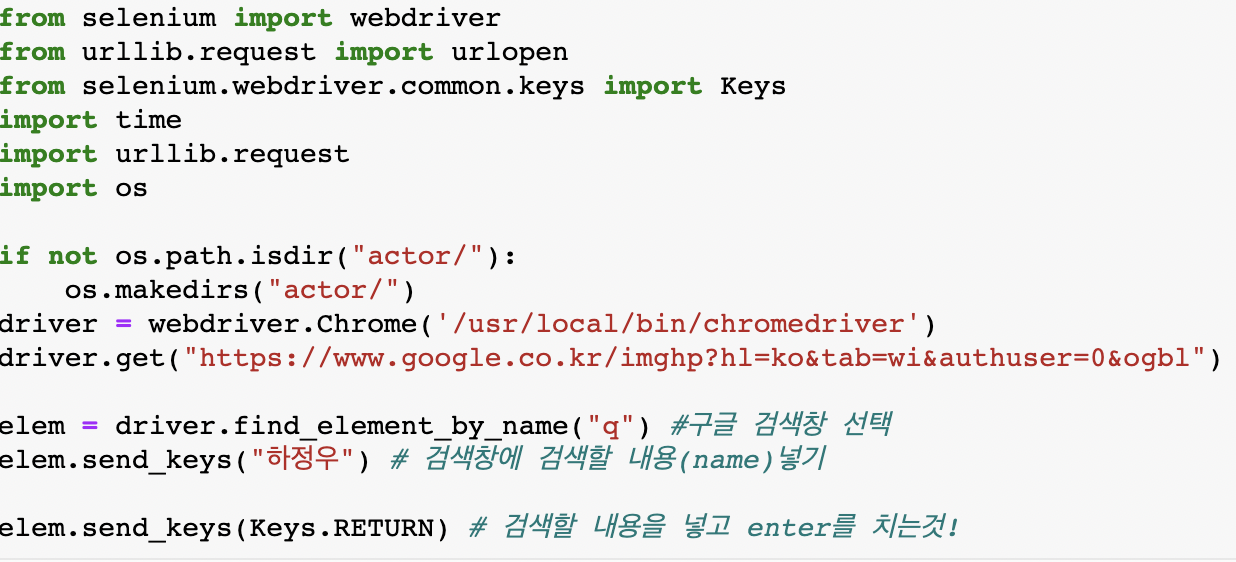 from selenium import webdriver
from urllib.request import urlopen
from selenium.webdriver.common.keys import Keys
import time
import urllib.request
import os
if not os.path.isdir("actor/"):
    os.makedirs("actor/")
driver = webdriver.Chrome('/usr/local/bin/chromedriver')
driver.get("https://www.google.co.kr/imghp?hl=ko&tab=wi&authuser=0&ogbl")
elem = driver.find_element_by_name("q") #구글 검색창 선택
elem.send_keys("하정우") # 검색창에 검색할 내용(name)넣기
elem.send_keys(Keys.RETURN) # 검색할 내용을 넣고 enter를 치는것!